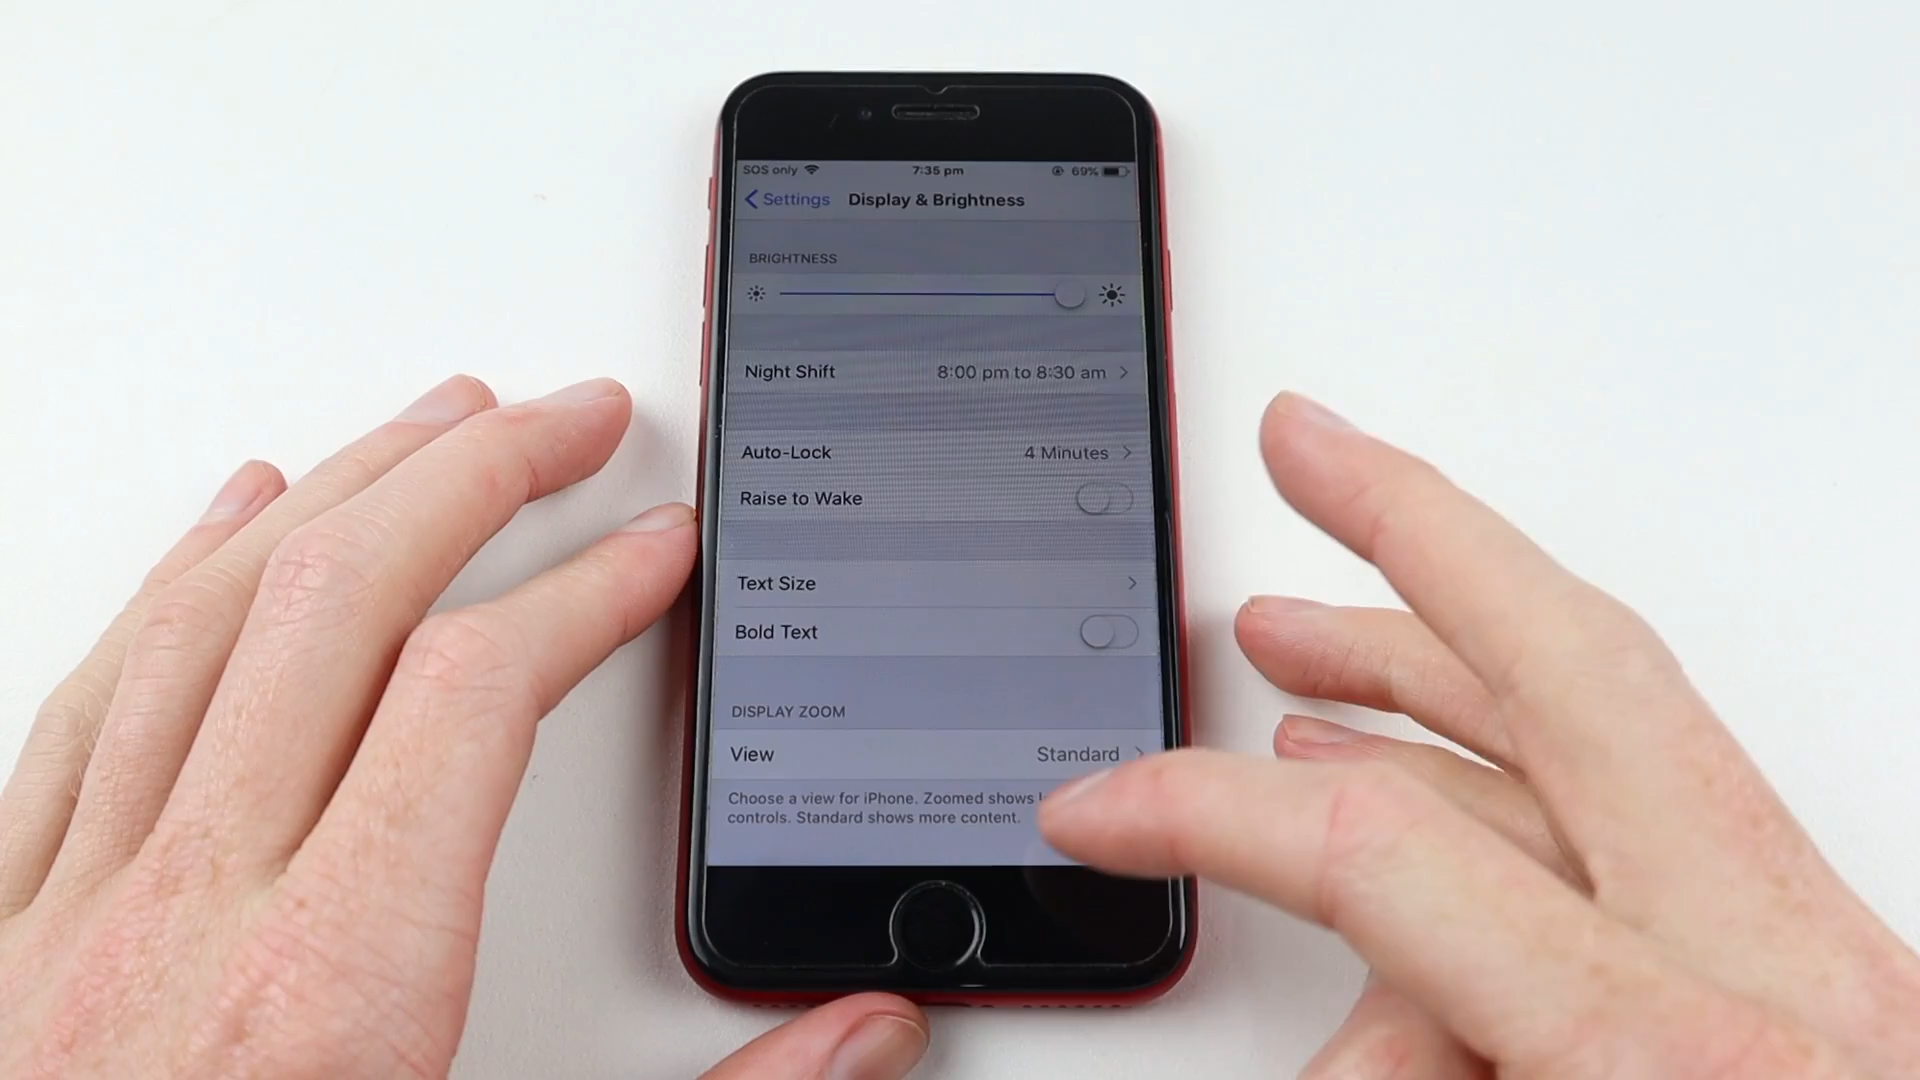 SOS only 7:35 pm 69%
Settings Display & Brightness
BRIGHTNESS
Night Shift 8:00 pm to 8:30 am
Auto-Lock 4 Minutes
Raise to Wake
Text Size
Bold Text
DISPLAY ZOOM
View Standard
Choose a view for iPhone. Zoomed shows
controls. Standard shows more content.